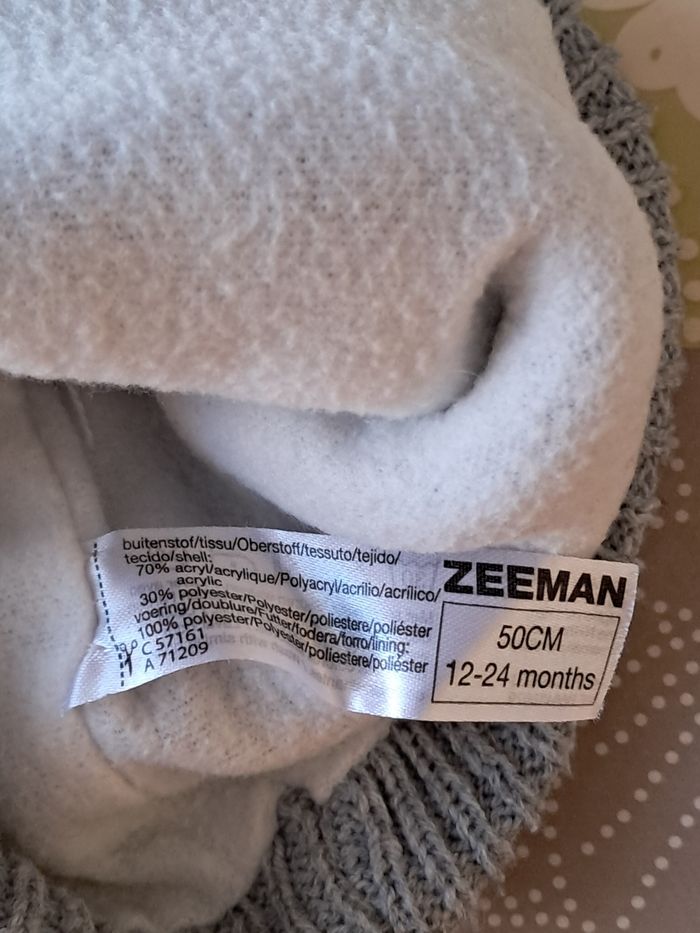 buitenstof/tissu/Oberstoff/tessuto/tejido/
tecido/shell:
70% acryl/acrylique/Polyacryl/acrilio/acrílico/
acrylic
30% polyester/Polyester/poliestere/poliéster
voering/doublure/Futter/fodera/forro/lining:
100% polyester/Polyester/poliestere/poliéster
C 57161
A 71209
ZEEMAN
50CM
12-24 months